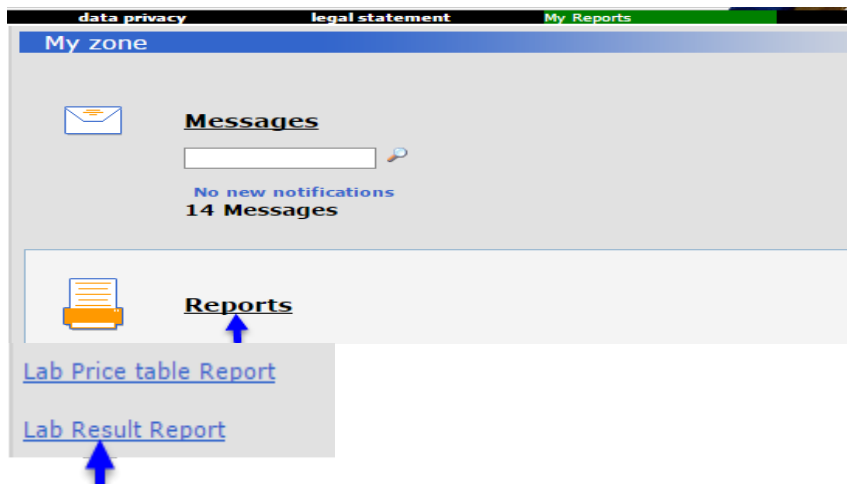 data privacy legal statement My Reports
My zone
Messages
No new notifications
14 Messages
Reports
Lab Price table Report
Lab Result Report